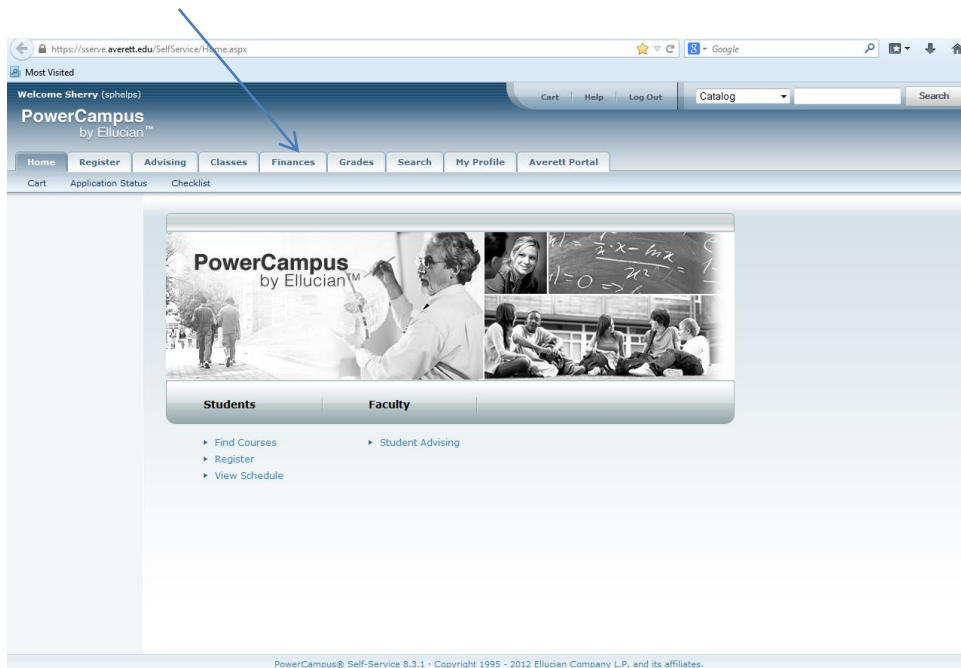 https://sserve.averett.edu/SelfService/Home.aspx
Google
Most Visited
Welcome Sherry (sphelps)
Cart Help Log Out Catalog Search
PowerCampus
by Ellucian™
Home Register Advising Classes Finances Grades Search My Profile Averett Portal
Cart Application Status Checklist
PowerCampus
by Ellucian™
Students Faculty
Find Courses Student Advising
Register
View Schedule
PowerCampus® Self-Service 8.3.1 · Copyright 1995 - 2012 Ellucian Company L.P. and its affiliates.